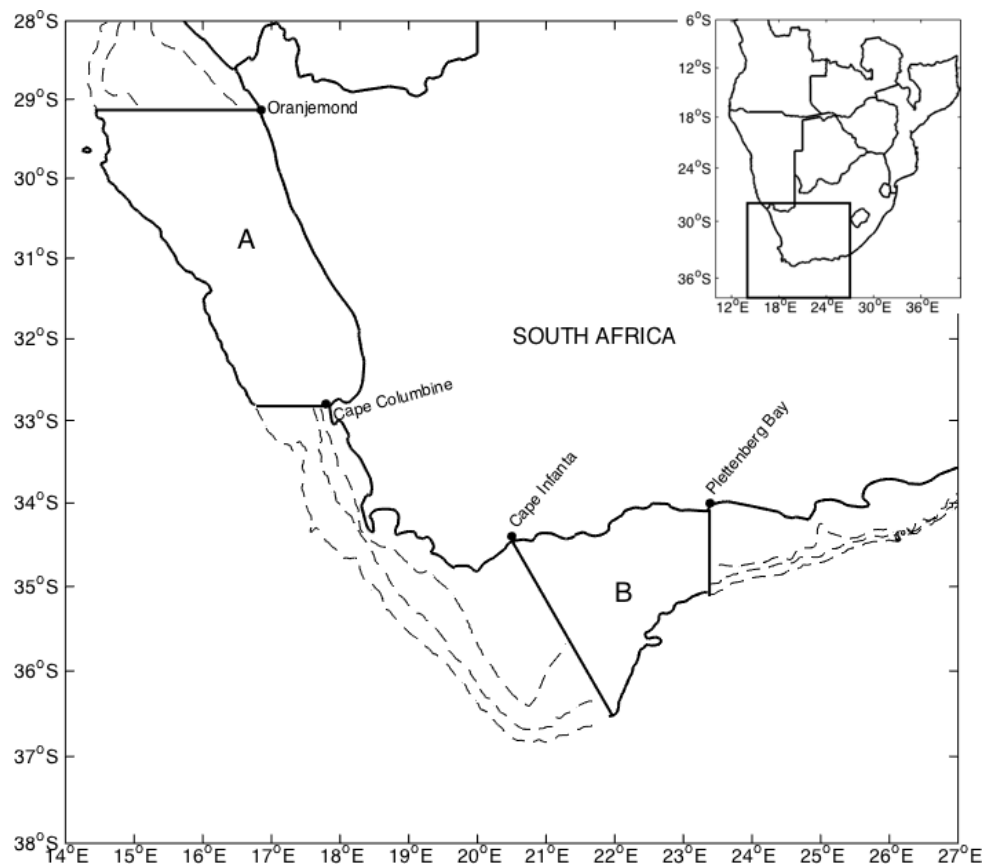 28°S
29°S
30°S
31°S
32°S
33°S
34°S
35°S
36°S
37°S
38°S
14°E 15°E 16°E 17°E 18°E 19°E 20°E 21°E 22°E 23°E 24°E 25°E 26°E 27°E
Oranjemond
A
SOUTH AFRICA
Cape Columbine
Cape Infanta
Plettenberg Bay
B
6°S
12°S
18°S
24°S
30°S
36°S
12°E 18°E 24°E 30°E 36°E